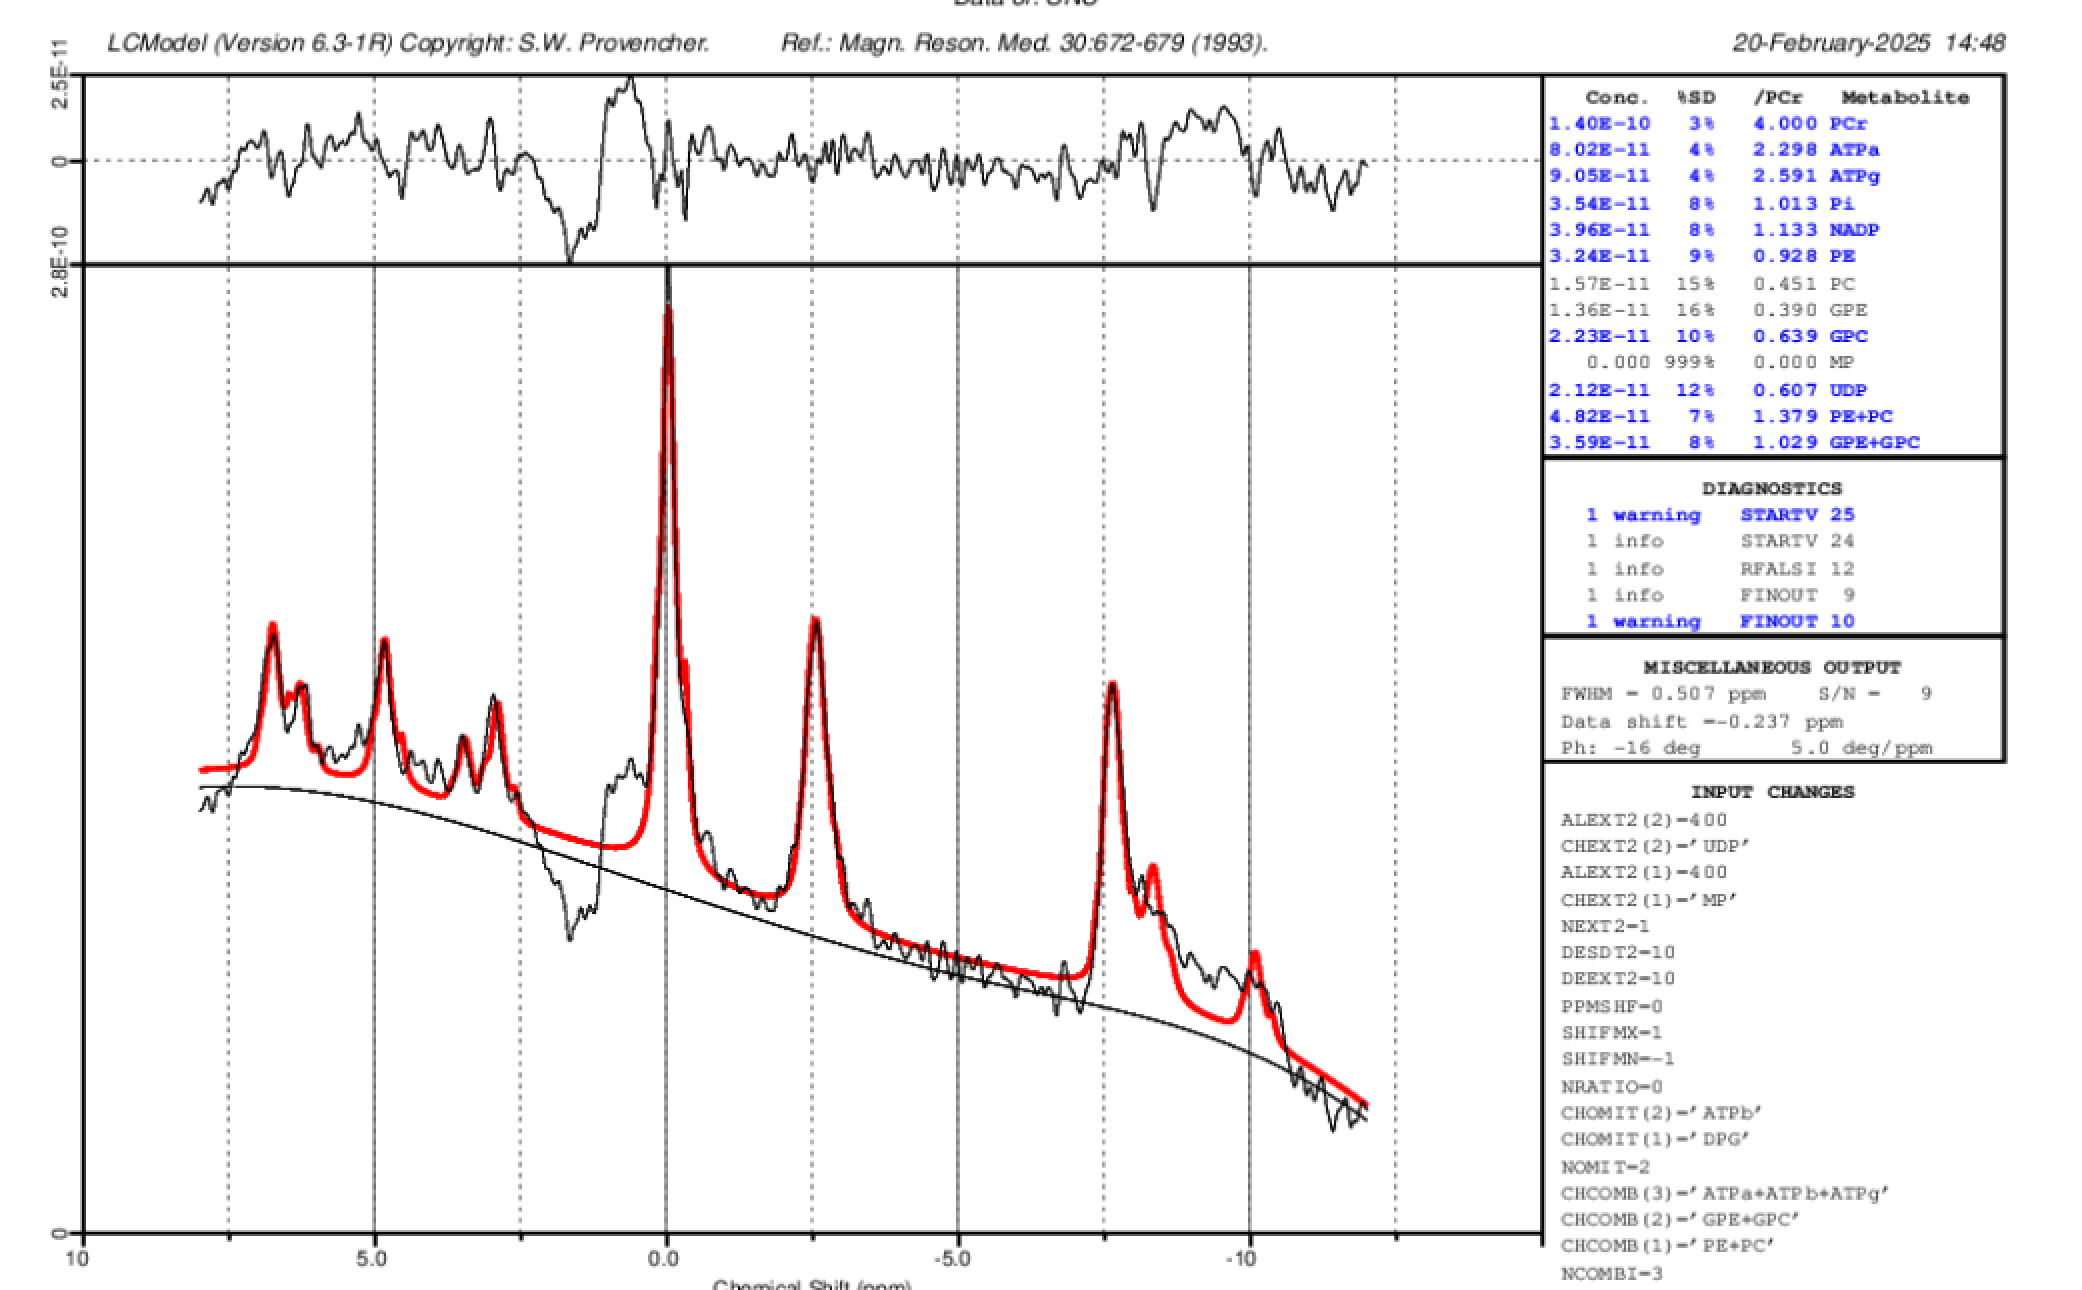 LCModel (Version 6.3-1R) Copyright: S.W. Provencher. Ref.: Magn. Reson. Med. 30:672-679 (1993). 20-February-2025 14:48
2.5E-11
0
-10
2.8E-10
0
10 5.0 0.0 -5.0 -10
Chemical Shift (ppm)
Conc. %SD /PCr Metabolite
1.40E-10 3% 4.000 PCr
8.02E-11 4% 2.298 ATPa
9.05E-11 4% 2.591 ATPg
3.54E-11 8% 1.013 Pi
3.96E-11 8% 1.133 NADP
3.24E-11 9% 0.928 PE
1.57E-11 15% 0.451 PC
1.36E-11 16% 0.390 GPE
2.23E-11 10% 0.639 GPC
0.000 999% 0.000 MP
2.12E-11 12% 0.607 UDP
4.82E-11 7% 1.379 PE+PC
3.59E-11 8% 1.029 GPE+GPC
DIAGNOSTICS
1 warning STARTV 25
1 info STARTV 24
1 info RFALSI 12
1 info FINOUT 9
1 warning FINOUT 10
MISCELLANEOUS OUTPUT
FWHM = 0.507 ppm S/N = 9
Data shift =-0.237 ppm
Ph: -16 deg 5.0 deg/ppm
INPUT CHANGES
ALEXT2(2)=400
CHEXT2(2)='UDP'
ALEXT2(1)=400
CHEXT2(1)='MP'
NEXT2=1
DESDT2=10
DEEXT2=10
PPMSHF=0
SHIFMX=1
SHIFMN=-1
NRATIO=0
CHOMIT(2)='ATPb'
CHOMIT(1)='DPG'
NOMIT=2
CHCOMB(3)='ATPa+ATPb+ATPg'
CHCOMB(2)='GPE+GPC'
CHCOMB(1)='PE+PC'
NCOMBI=3